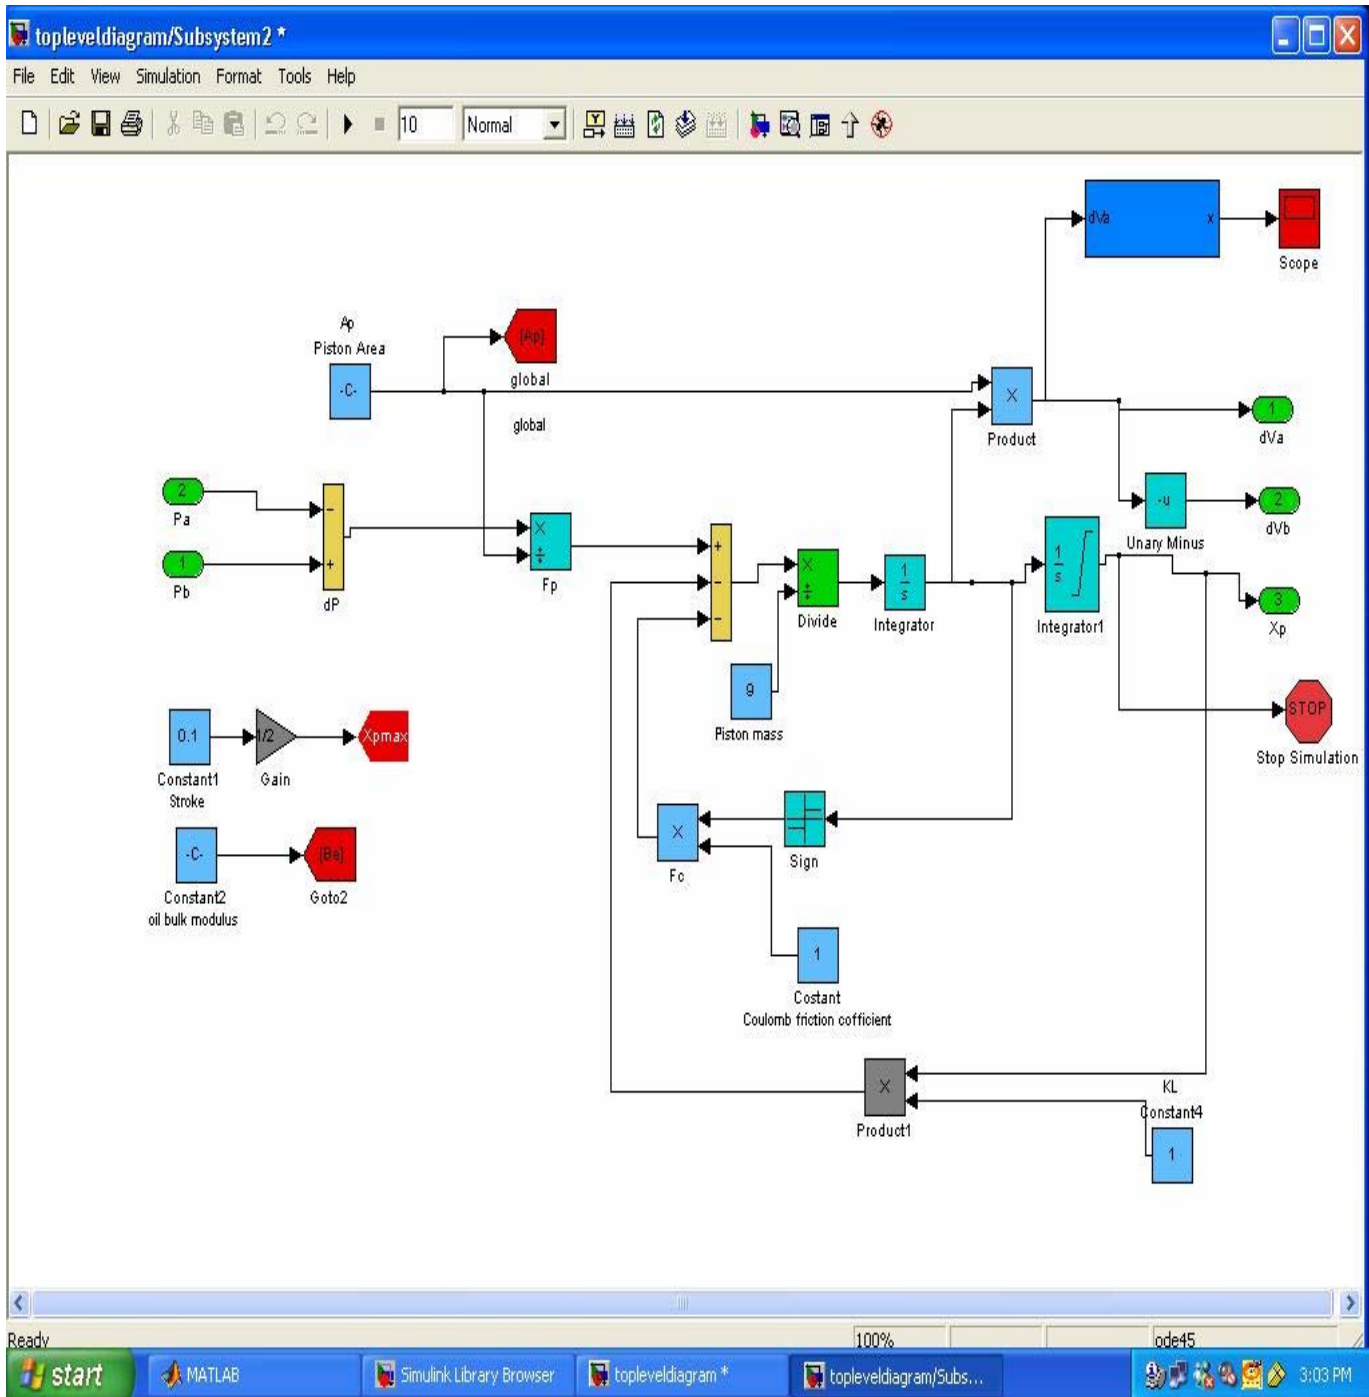 topleveldiagram/Subsystem2 *
File Edit View Simulation Format Tools Help
10 Normal
dVa x
Scope
Ap
Piston Area
-C-
[Ap]
global
global
X
Product
1
dVa
2
Pa
-u
Unary Minus
2
dVb
1
Pb
-
+
dP
X
÷
Fp
+
-
-
X
÷
Divide
1
s
Integrator
1
s
Integrator1
3
Xp
9
Piston mass
STOP
Stop Simulation
0.1
Constant1
Stroke
1/2
Gain
Xpmax
-C-
Constant2
oil bulk modulus
[Be]
Goto2
X
Fc
Sign
1
Costant
Coulomb friction cofficient
X
Product1
KL
Constant4
1
Ready 100% ode45
start MATLAB Simulink Library Browser topleveldiagram * topleveldiagram/Subs... 3:03 PM